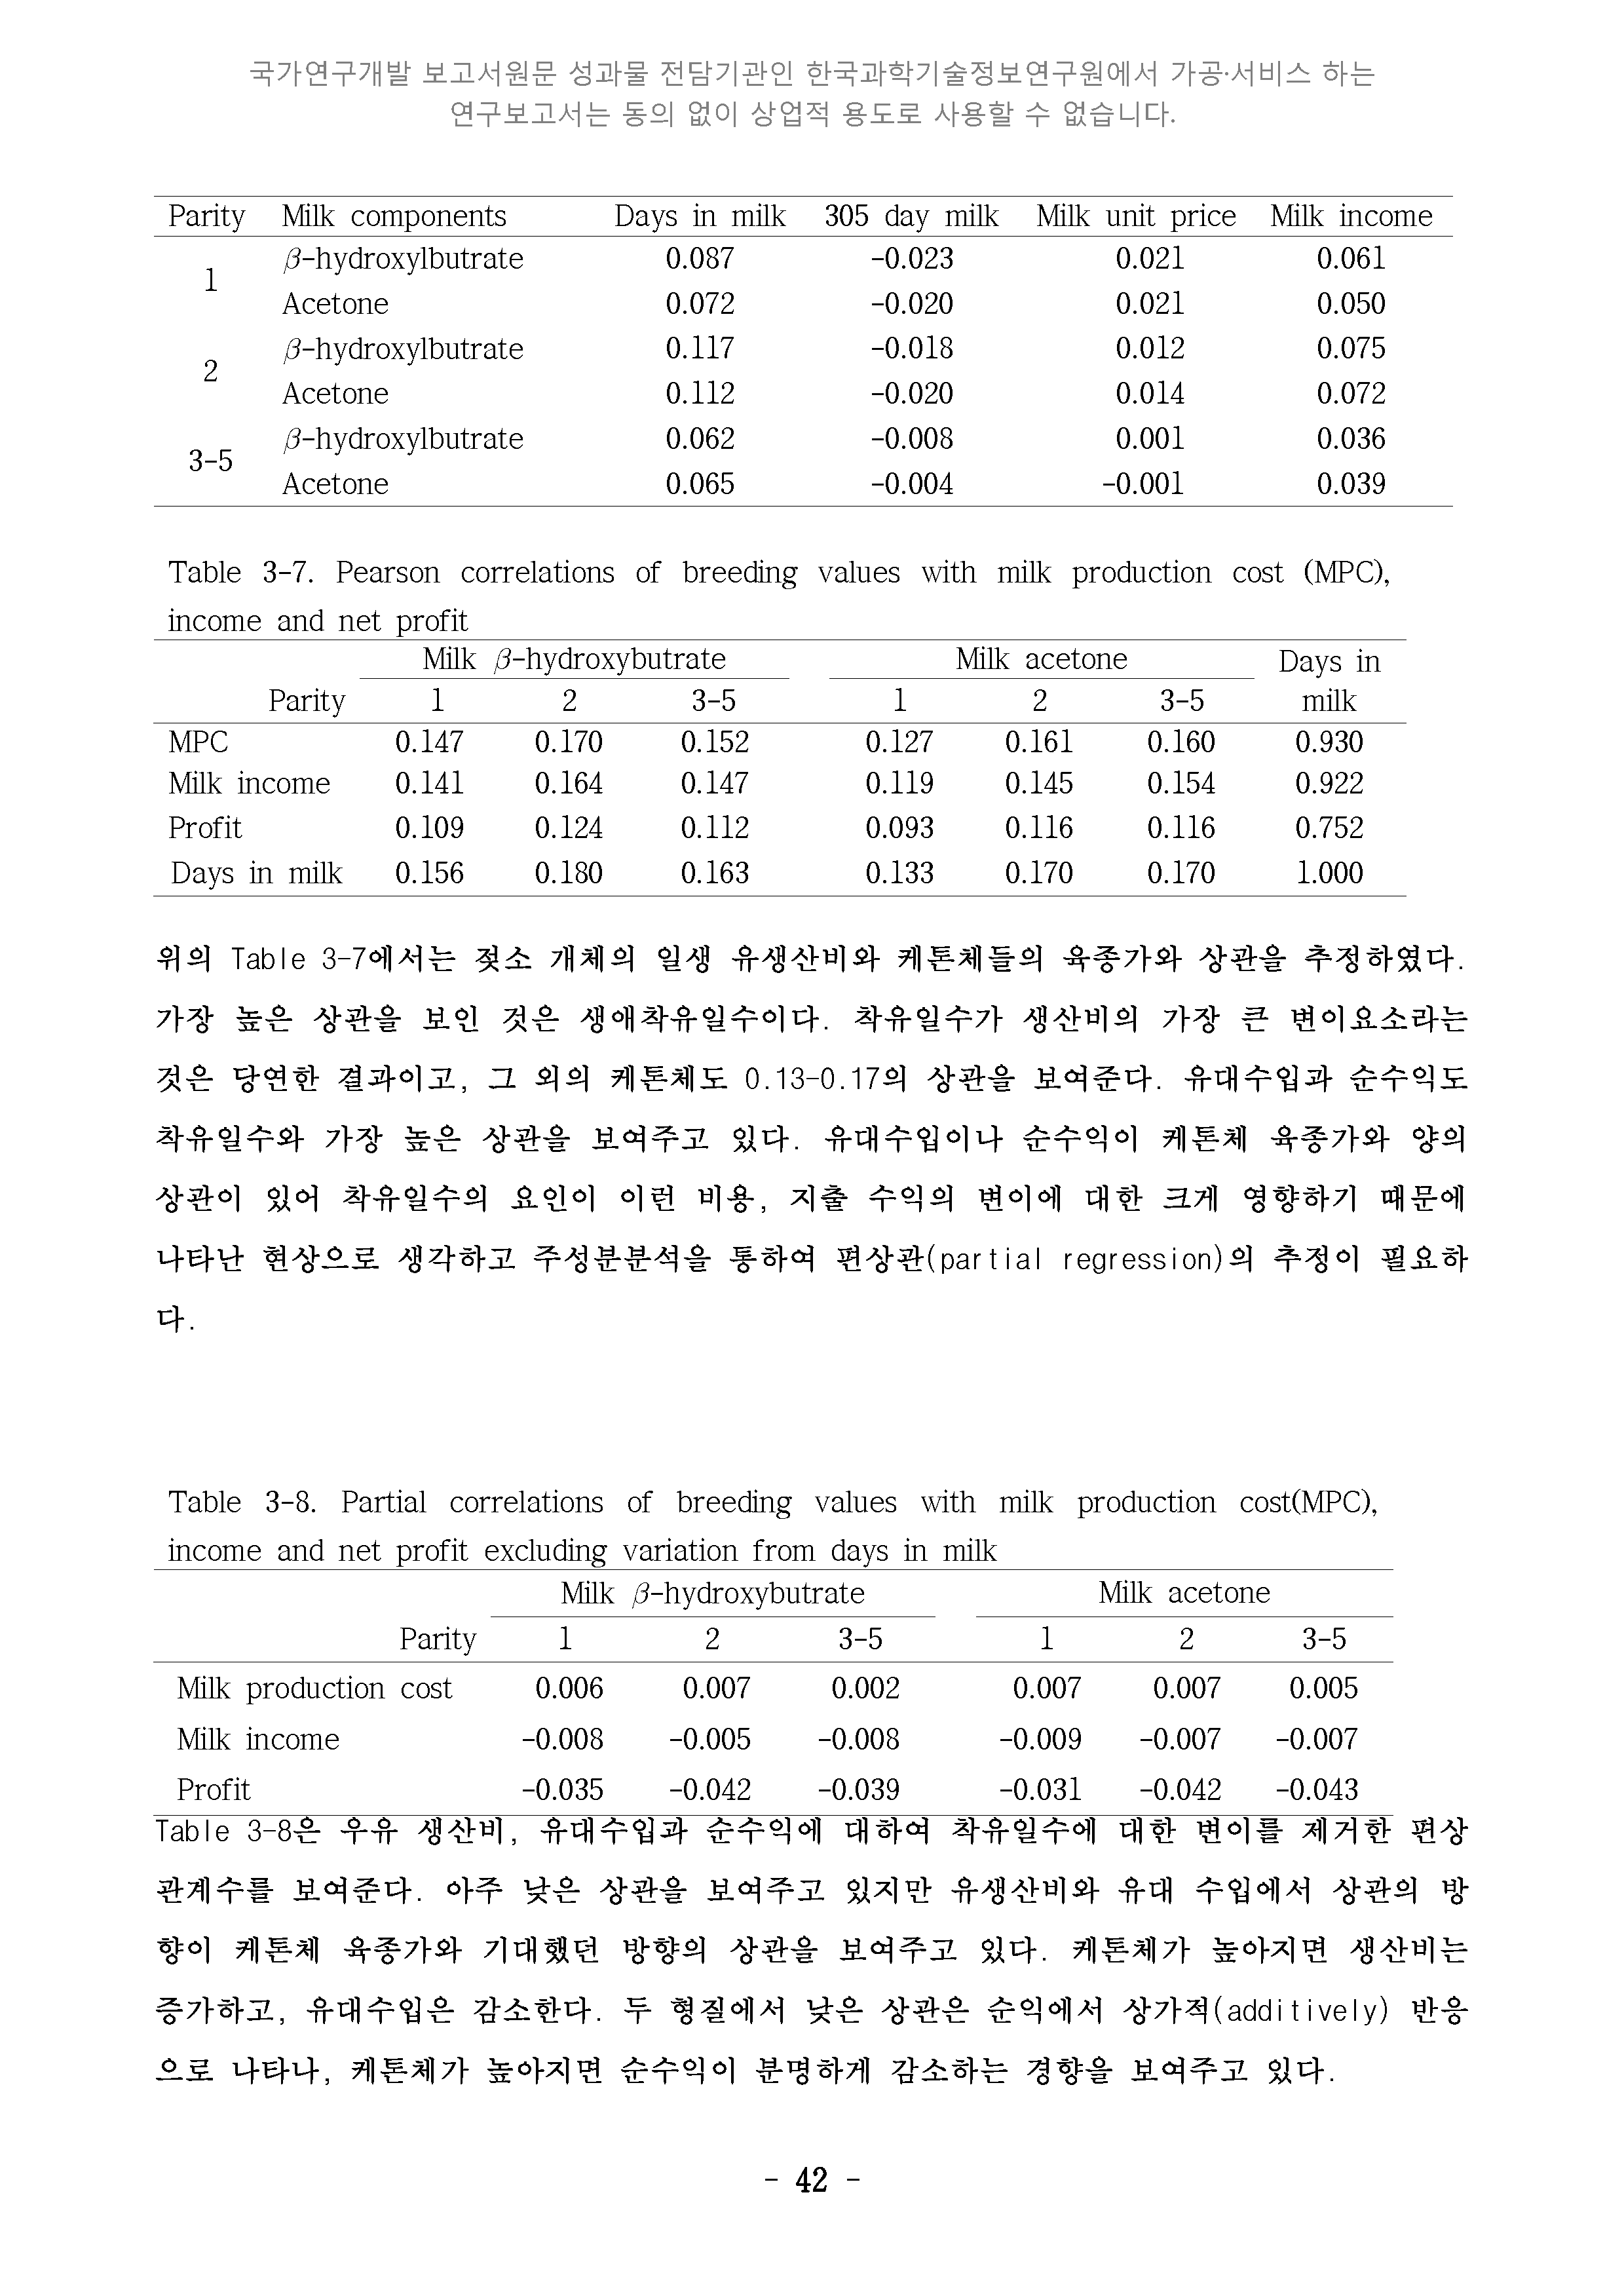 국가연구개발 보고서원문 성과물 전담기관인 한국과학기술정보연구원에서 가공·서비스 하는
연구보고서는 동의 없이 상업적 용도로 사용할 수 없습니다.
Parity Milk components Days in milk 305 day milk Milk unit price Milk income
1 β-hydroxylbutrate 0.087 -0.023 0.021 0.061
Acetone 0.072 -0.020 0.021 0.050
2 β-hydroxylbutrate 0.117 -0.018 0.012 0.075
Acetone 0.112 -0.020 0.014 0.072
3-5 β-hydroxylbutrate 0.062 -0.008 0.001 0.036
Acetone 0.065 -0.004 -0.001 0.039
Table 3-7. Pearson correlations of breeding values with milk production cost (MPC),
income and net profit
Milk β-hydroxybutrate Milk acetone Days in
Parity 1 2 3-5 1 2 3-5 milk
MPC 0.147 0.170 0.152 0.127 0.161 0.160 0.930
Milk income 0.141 0.164 0.147 0.119 0.145 0.154 0.922
Profit 0.109 0.124 0.112 0.093 0.116 0.116 0.752
Days in milk 0.156 0.180 0.163 0.133 0.170 0.170 1.000
위의 Table 3-7에서는 젖소 개체의 일생 유생산비와 케톤체들의 육종가와 상관을 추정하였다.
가장 높은 상관을 보인 것은 생애착유일수이다. 착유일수가 생산비의 가장 큰 변이요소라는
것은 당연한 결과이고, 그 외의 케톤체도 0.13-0.17의 상관을 보여준다. 유대수입과 순수익도
착유일수와 가장 높은 상관을 보여주고 있다. 유대수입이나 순수익이 케톤체 육종가와 양의
상관이 있어 착유일수의 요인이 이런 비용, 지출 수익의 변이에 대한 크게 영향하기 때문에
나타난 현상으로 생각하고 주성분분석을 통하여 편상관(partial regression)의 추정이 필요하
다.
Table 3-8. Partial correlations of breeding values with milk production cost(MPC),
income and net profit excluding variation from days in milk
Milk β-hydroxybutrate Milk acetone
Parity 1 2 3-5 1 2 3-5
Milk production cost 0.006 0.007 0.002 0.007 0.007 0.005
Milk income -0.008 -0.005 -0.008 -0.009 -0.007 -0.007
Profit -0.035 -0.042 -0.039 -0.031 -0.042 -0.043
Table 3-8은 우유 생산비, 유대수입과 순수익에 대하여 착유일수에 대한 변이를 제거한 편상
관계수를 보여준다. 아주 낮은 상관을 보여주고 있지만 유생산비와 유대 수입에서 상관의 방
향이 케톤체 육종가와 기대했던 방향의 상관을 보여주고 있다. 케톤체가 높아지면 생산비는
증가하고, 유대수입은 감소한다. 두 형질에서 낮은 상관은 순익에서 상가적(additively) 반응
으로 나타나, 케톤체가 높아지면 순수익이 분명하게 감소하는 경향을 보여주고 있다.
- 42 -